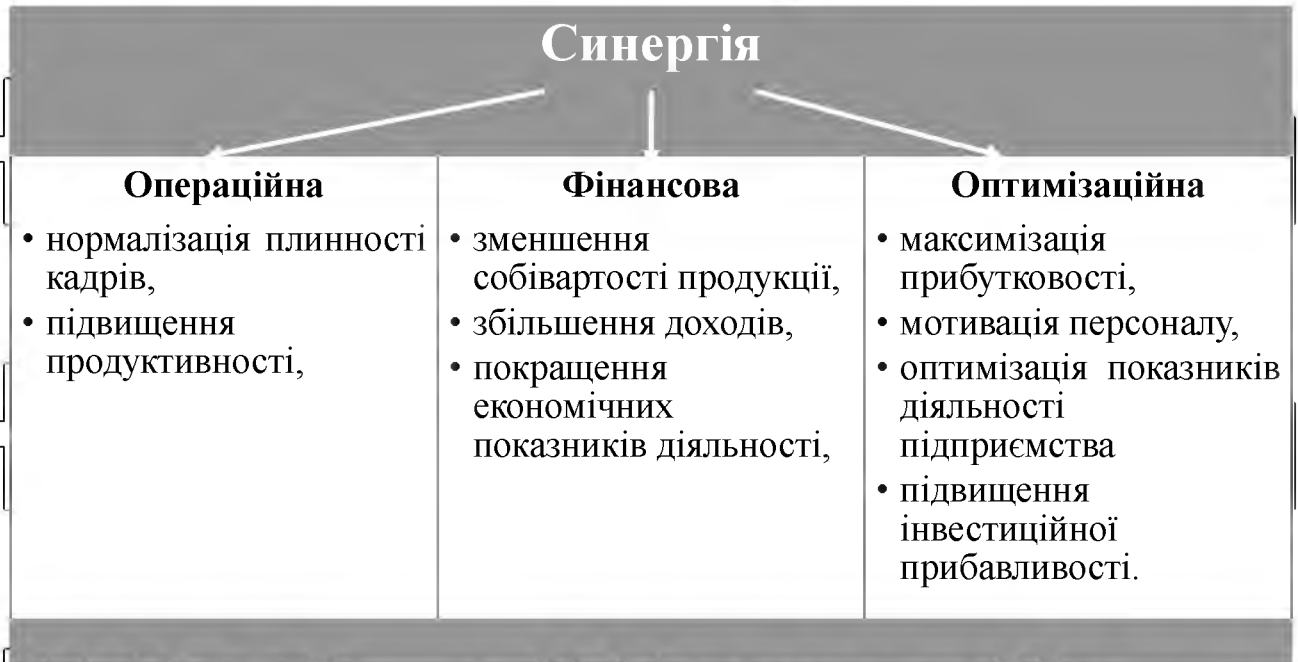 Синергія
Операційна
• нормалізація плинності
кадрів,
• підвищення
продуктивності,
Фінансова
• зменшення
собівартості продукції,
• збільшення доходів,
• покращення
економічних
показників діяльності,
Оптимізаційна
• максимізація
прибутковості,
• мотивація персоналу,
• оптимізація показників
діяльності
підприємства
• підвищення
інвестиційної
прибавливості.